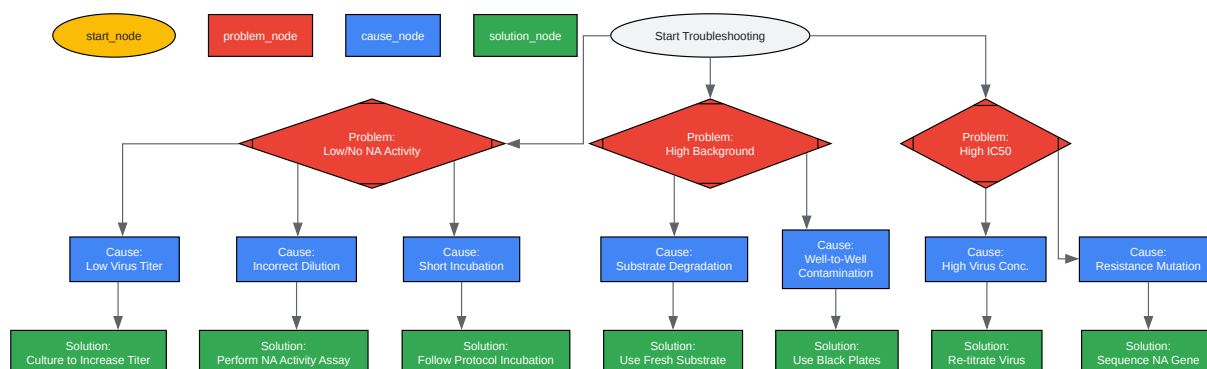 start_node
problem_node
cause_node
solution_node
Start Troubleshooting
Problem:
Low/No NA Activity
Problem:
High Background
Problem:
High IC50
Cause:
Low Virus Titer
Cause:
Incorrect Dilution
Cause:
Short Incubation
Cause:
Substrate Degradation
Cause:
Well-to-Well
Contamination
Cause:
High Virus Conc.
Cause:
Resistance Mutation
Solution:
Culture to Increase Titer
Solution:
Perform NA Activity Assay
Solution:
Follow Protocol Incubation
Solution:
Use Fresh Substrate
Solution:
Use Black Plates
Solution:
Re-titrate Virus
Solution:
Sequence NA Gene